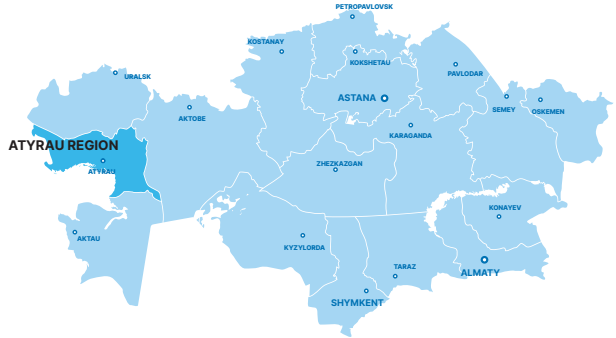 PETROPAVLOVSK
KOSTANAY
KOKSHETAU
URALSK
PAVLODAR
ASTANA
SEMEY
OSKEMEN
AKTOBE
KARAGANDA
ATYRAU REGION
ZHEZKAZGAN
ATYRAU
KONAYEV
AKTAU
KYZYLORDA
TARAZ
ALMATY
SHYMKENT